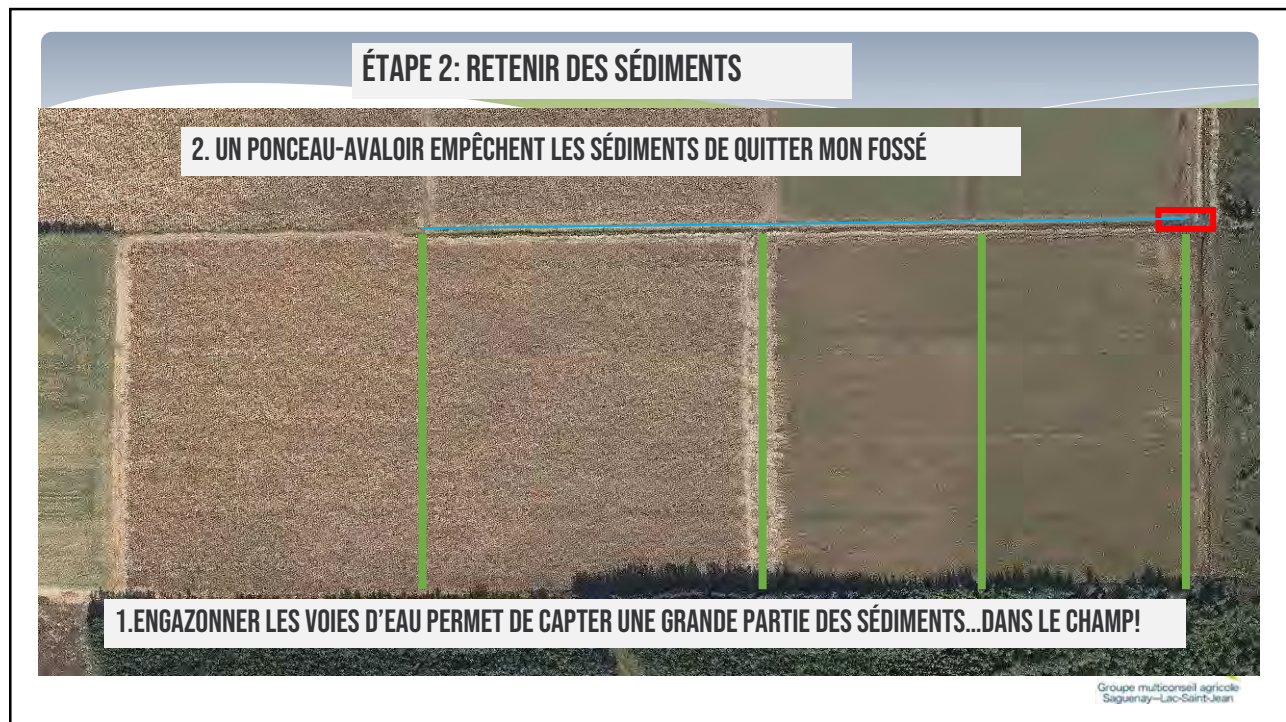 ÉTAPE 2: RETENIR DES SÉDIMENTS
2. UN PONCEAU-AVALOIR EMPÊCHENT LES SÉDIMENTS DE QUITTER MON FOSSÉ
1.ENGAZONNER LES VOIES D'EAU PERMET DE CAPTER UNE GRANDE PARTIE DES SÉDIMENTS...DANS LE CHAMP!
Groupe multiconseil agricole
Saguenay–Lac-Saint-Jean